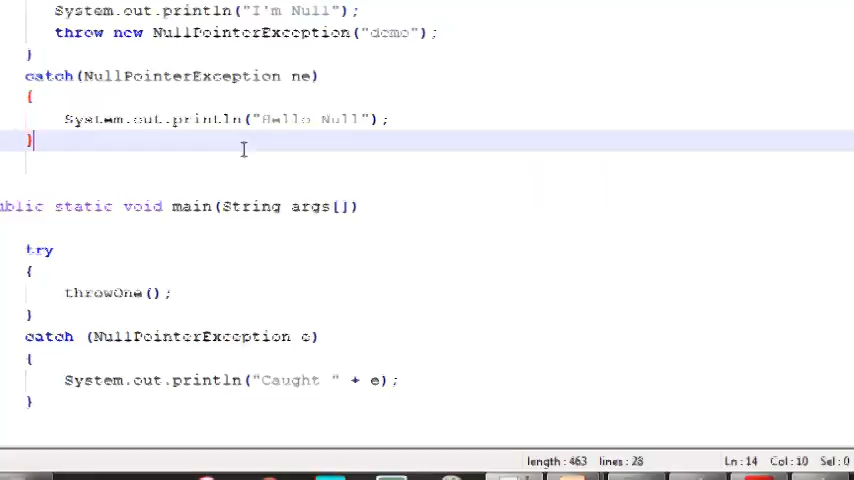 System.out.println("I'm Null");
throw new NullPointerException("demo");
}
catch(NullPointerException ne)
{
System.out.println("Hello Null");
}
ublic static void main(String args[])
try
{
throwOne();
}
catch (NullPointerException e)
{
System.out.println("Caught " + e);
}
length:463 lines:28 Ln:14 Col:10 Sel:0